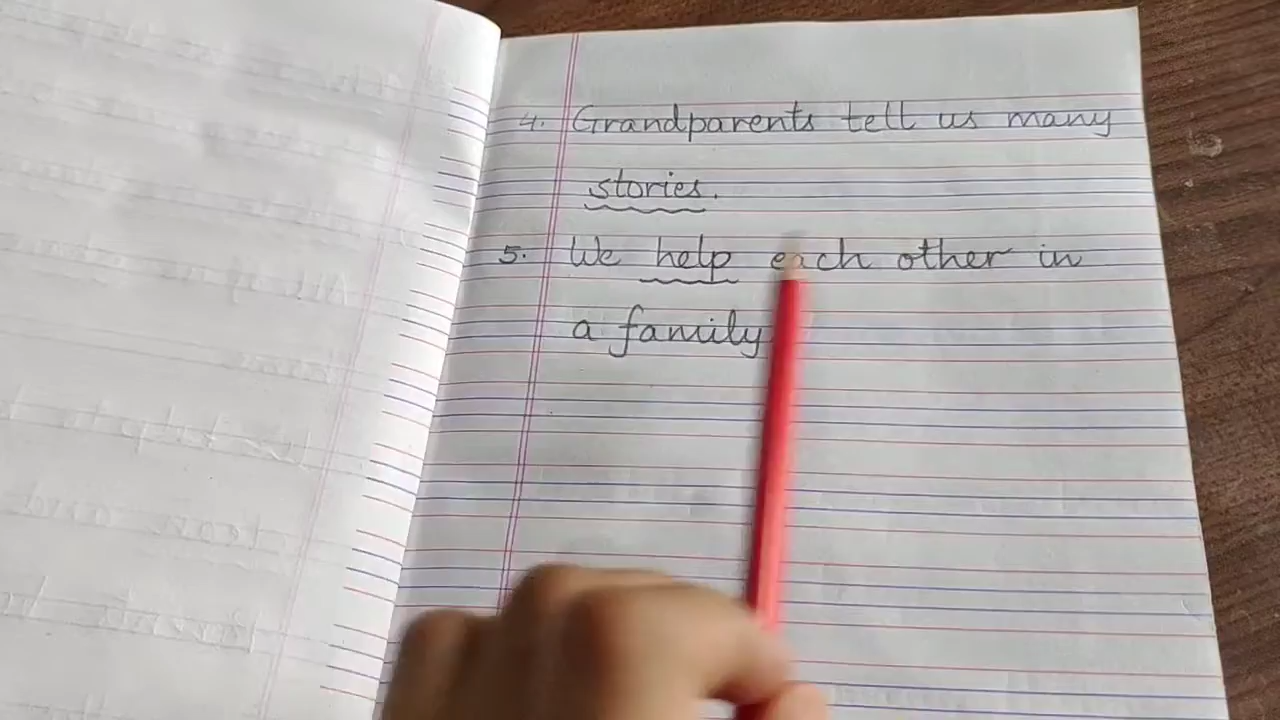 4. Grandparents tell us many
stories.
5. We help each other in
a family